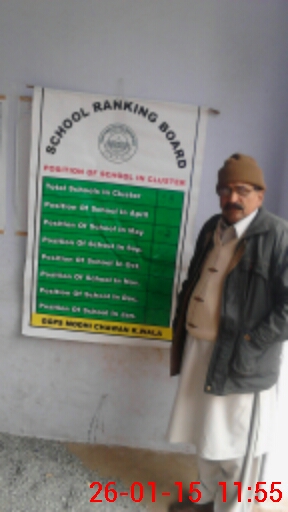 SCHOOL RANKING BOARD
POSITION OF SCHOOL IN CLUSTER
Total Schools in Cluster
Position Of School In April
Position Of School In May
Position Of School In Sep.
Position Of School In Oct
Position Of School In Nov.
Position Of School In Dec.
Position Of School In Jan.
GGPS MOCHI CHAWAN K.WALA
26-01-15 11:55